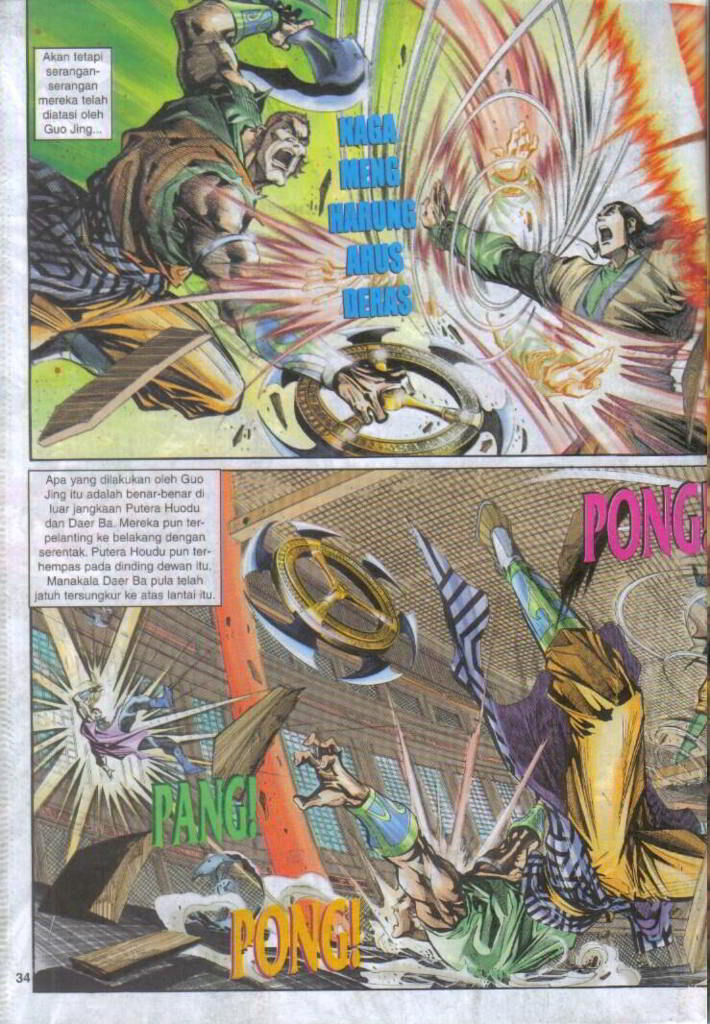 Akan tetapi
serangan-
serangan
mereka telah
diatasi oleh
Guo Jing...
NAGA
MENG
HARUNG
ARUS
DERAS
Apa yang dilakukan oleh Guo
Jing itu adalah benar-benar di
luar jangkaan Putera Huodu
dan Daer Ba. Mereka pun ter-
pelanting ke belakang dengan
serentak. Putera Houdu pun ter-
hempas pada dinding dewan itu.
Manakala Daer Ba pula telah
jatuh tersungkur ke atas lantai itu.
PONG!
PANG!
PONG!
34